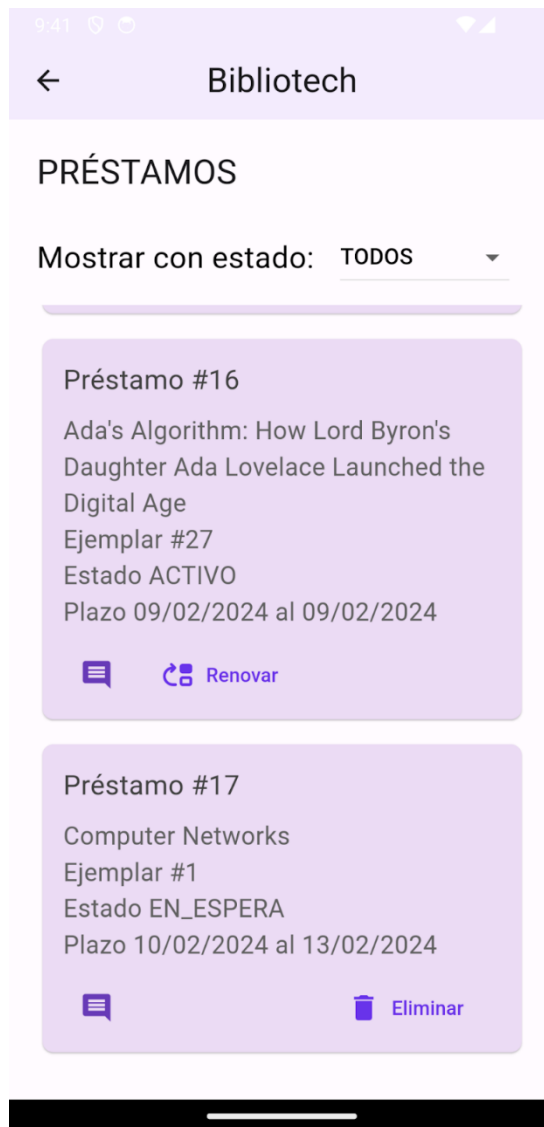 9:41
Bibliotech
PRÉSTAMOS
Mostrar con estado: TODOS
Préstamo #16
Ada's Algorithm: How Lord Byron's
Daughter Ada Lovelace Launched the
Digital Age
Ejemplar #27
Estado ACTIVO
Plazo 09/02/2024 al 09/02/2024
Renovar
Préstamo #17
Computer Networks
Ejemplar #1
Estado EN_ESPERA
Plazo 10/02/2024 al 13/02/2024
Eliminar